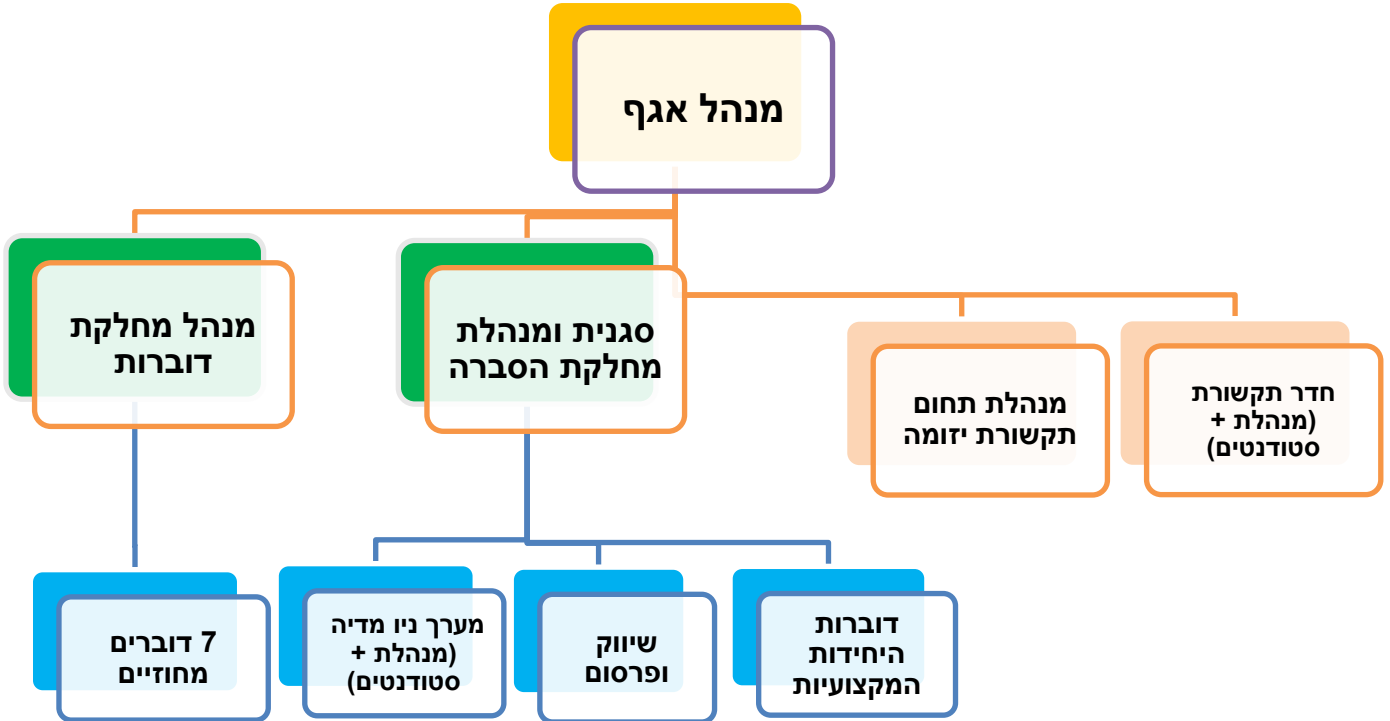 מנהל אגף
מנהל מחלקת
דוברות
סגנית ומנהלת
מחלקת הסברה
מנהלת תחום
תקשורת יזומה
חדר תקשורת
(מנהלת +
סטודנטים)
7 דוברים
מחוזיים
מערך ניו מדיה
(מנהלת +
סטודנטים)
שיווק
ופרסום
דוברות
היחידות
המקצועיות